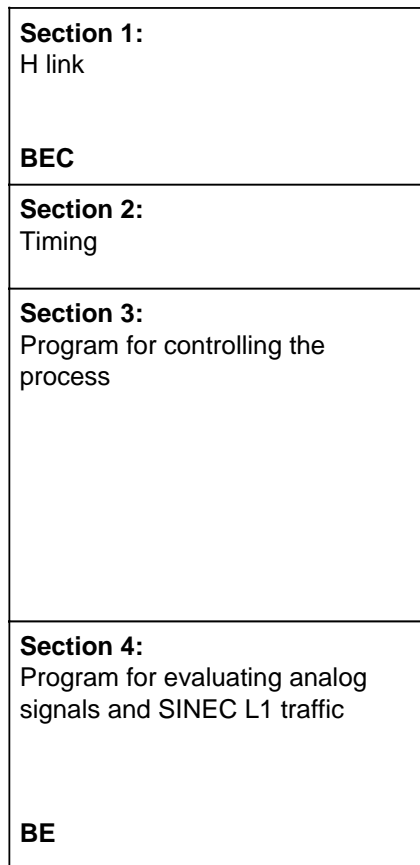 Section 1:
H link
BEC
Section 2:
Timing
Section 3:
Program for controlling the
process
Section 4:
Program for evaluating analog
signals and SINEC L1 traffic
BE